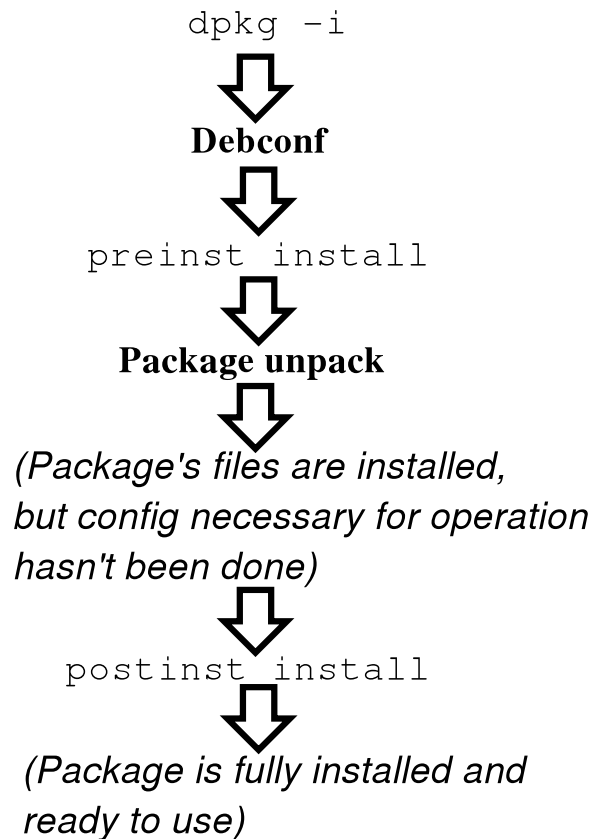 dpkg -i
Debconf
preinst install
Package unpack
(Package's files are installed,
but config necessary for operation
hasn't been done)
postinst install
(Package is fully installed and
ready to use)